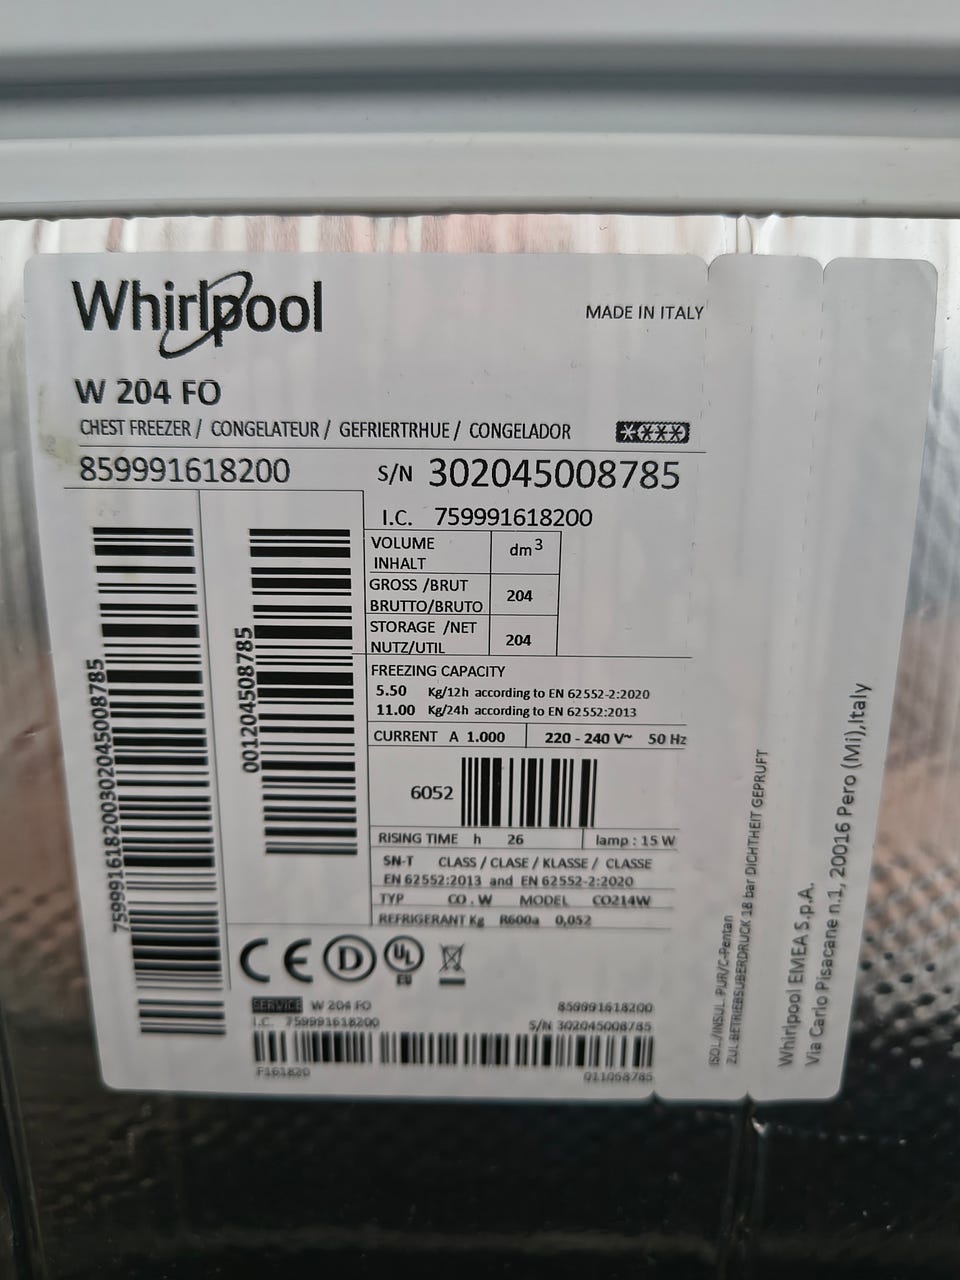 Whirlpool
MADE IN ITALY
W 204 FO
CHEST FREEZER / CONGELATEUR / GEFRIERTRHUE / CONGELADOR
859991618200
S/N 302045008785
I.C. 759991618200
VOLUME
INHALT
dm3
GROSS /BRUT
BRUTTO/BRUTO
204
STORAGE /NET
NUTZ/UTIL
204
FREEZING CAPACITY
5.50 Kg/12h according to EN 62552-2:2020
11.00 Kg/24h according to EN 62552:2013
CURRENT A 1.000
220 - 240 V~ 50 Hz
6052
RISING TIME h 26
lamp : 15 W
SN-T CLASS / CLASE / KLASSE / CLASSE
EN 62552:2013 and EN 62552-2:2020
TYP CO . W MODEL CO214W
REFRIGERANT Kg R600a 0,052
759991618200302045008785
001204508785
CE D UL
EU
SERVICE W 204 FO
859991618200
I.C. 759991618200
S/N 302045008785
F161820
011058785
ISOL./INSUL. PUR/C-Pentan
ZUL.BETRIEBSUBERDRUCK 18 bar DICHTHEIT GEPRUFT
Whirlpool EMEA S.p.A.
Via Carlo Pisacane n.1, 20016 Pero (Mi),Italy